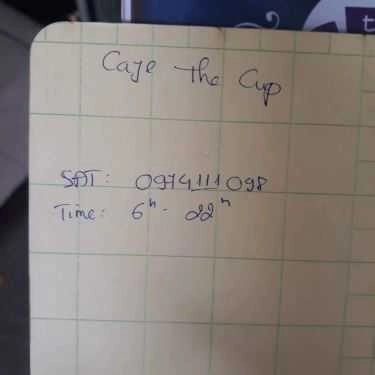 Cafe The Cup
SĐT: 0974111098
Time: 6h - 22h